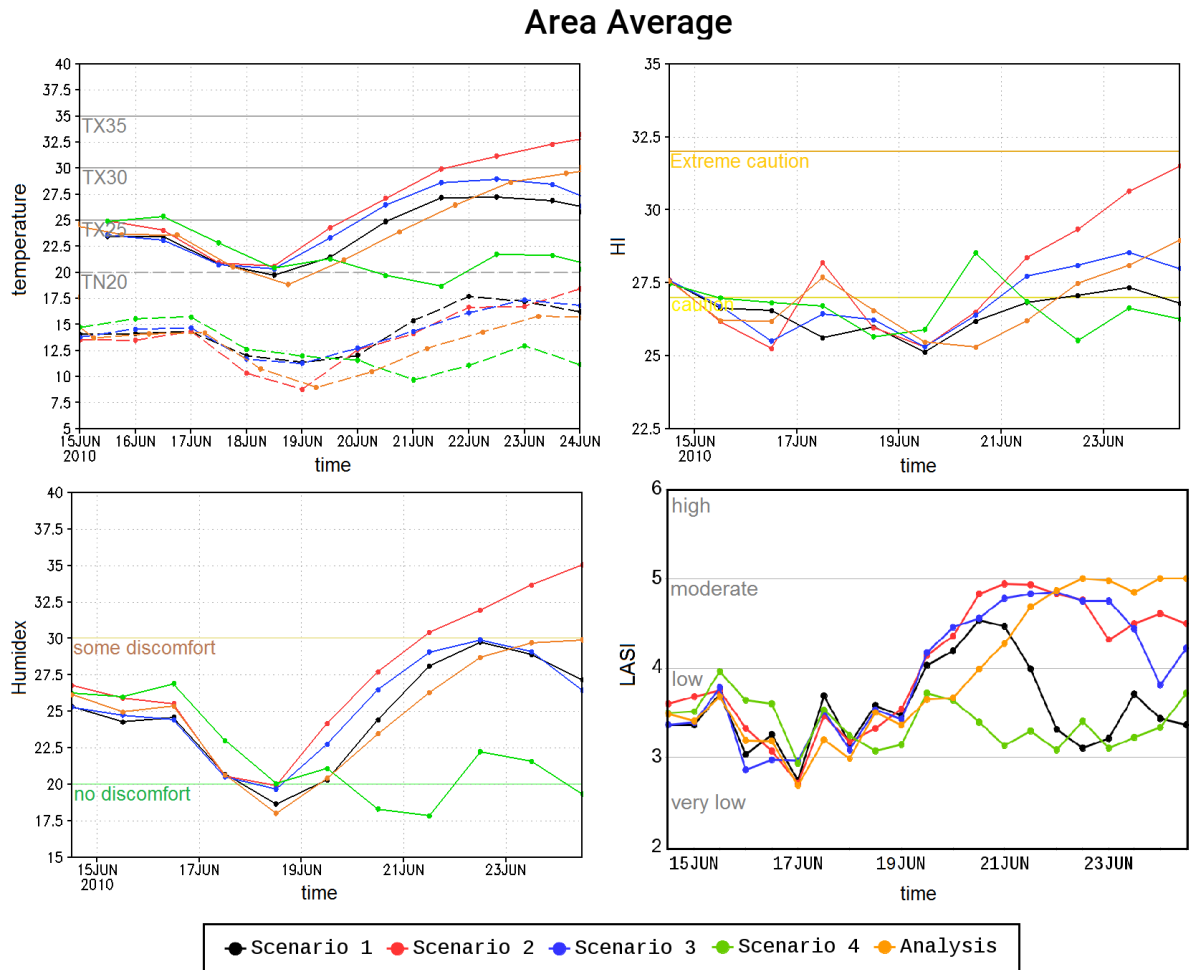 Area Average
40
37.5
35
TX35
32.5
30
TX30
27.5
25
TX25
22.5
20
TN20
17.5
15
12.5
10
7.5
5
15JUN 16JUN 17JUN 18JUN 19JUN 20JUN 21JUN 22JUN 23JUN 24JUN
2010
time
temperature
35
32.5
Extreme caution
30
27.5
caution
25
22.5
15JUN 17JUN 19JUN 21JUN 23JUN
2010
time
HI
40
37.5
35
32.5
30
some discomfort
27.5
25
22.5
20
no discomfort
17.5
15
15JUN 17JUN 19JUN 21JUN 23JUN
2010
time
Humidex
6
high
5
moderate
4
low
3
very low
2
15JUN 17JUN 19JUN 21JUN 23JUN
time
LASI
Scenario 1 Scenario 2 Scenario 3 Scenario 4 Analysis